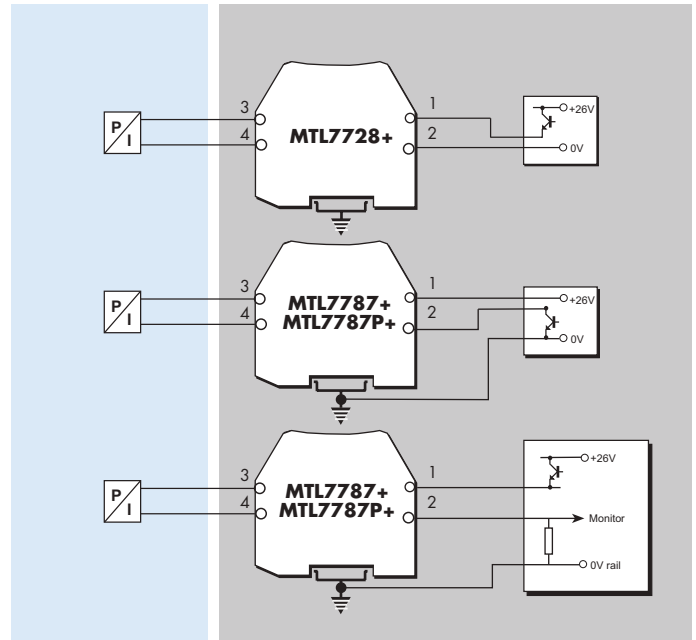 3
1
P
I
4
MTL7728+
2
+26V
0V
3
1
P
I
4
MTL7787+
MTL7787P+
2
+26V
0V
3
1
P
I
4
MTL7787+
MTL7787P+
2
+26V
Monitor
0V rail